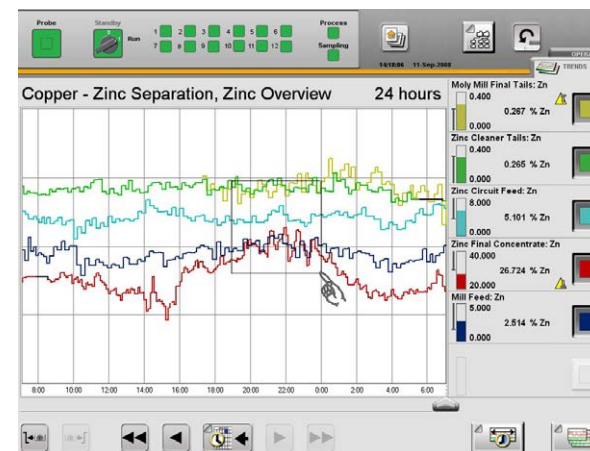 Probe Standby Process
Run 1 2 3 4 5 6
7 8 9 10 11 12 Sampling
14:18:06 11-Sep-2008
TRENDS
Copper - Zinc Separation, Zinc Overview 24 hours
Moly Mill Final Tails: Zn
0.400
0.267 % Zn
0.000
Zinc Cleaner Tails: Zn
0.400
0.265 % Zn
0.000
Zinc Circuit Feed: Zn
8.000
5.101 % Zn
0.000
Zinc Final Concentrate: Zn
40.000
26.724 % Zn
20.000
Mill Feed: Zn
5.000
2.514 % Zn
0.000
8:00 10:00 12:00 14:00 16:00 18:00 20:00 22:00 0:00 2:00 4:00 6:00